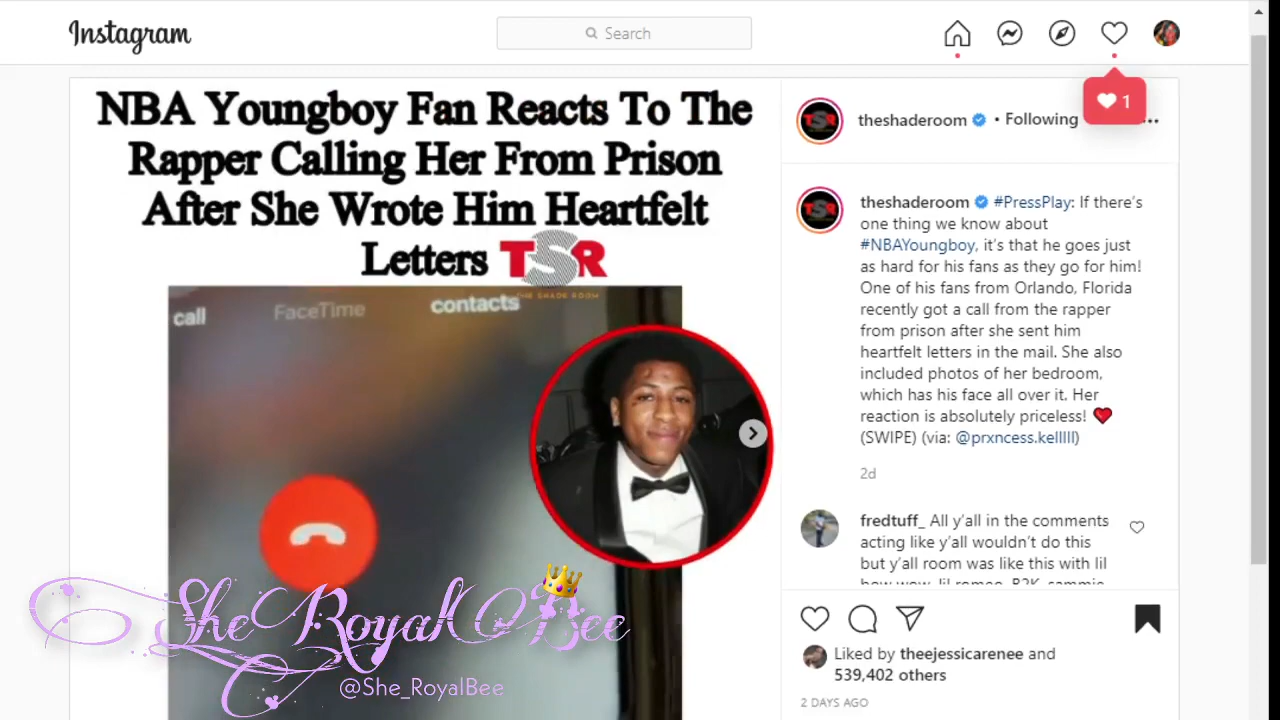 Instagram
Search
1
NBA Youngboy Fan Reacts To The
Rapper Calling Her From Prison
After She Wrote Him Heartfelt
Letters TSR
THE SHADE ROOM
call FaceTime contacts
SheRoyalBee
@She_RoyalBee
TSR
theshaderoom • Following ...
TSR
theshaderoom #PressPlay: If there's
one thing we know about
#NBAYoungboy, it's that he goes just
as hard for his fans as they go for him!
One of his fans from Orlando, Florida
recently got a call from the rapper
from prison after she sent him
heartfelt letters in the mail. She also
included photos of her bedroom,
which has his face all over it. Her
reaction is absolutely priceless! ❤️
(SWIPE) (via: @prxncess.kelllll)
2d
fredtuff_ All y'all in the comments
acting like y'all wouldn't do this
but y'all room was like this with lil
bow wow, lil romeo, B2K, sammie
Liked by theejessicarenee and
539,402 others
2 DAYS AGO